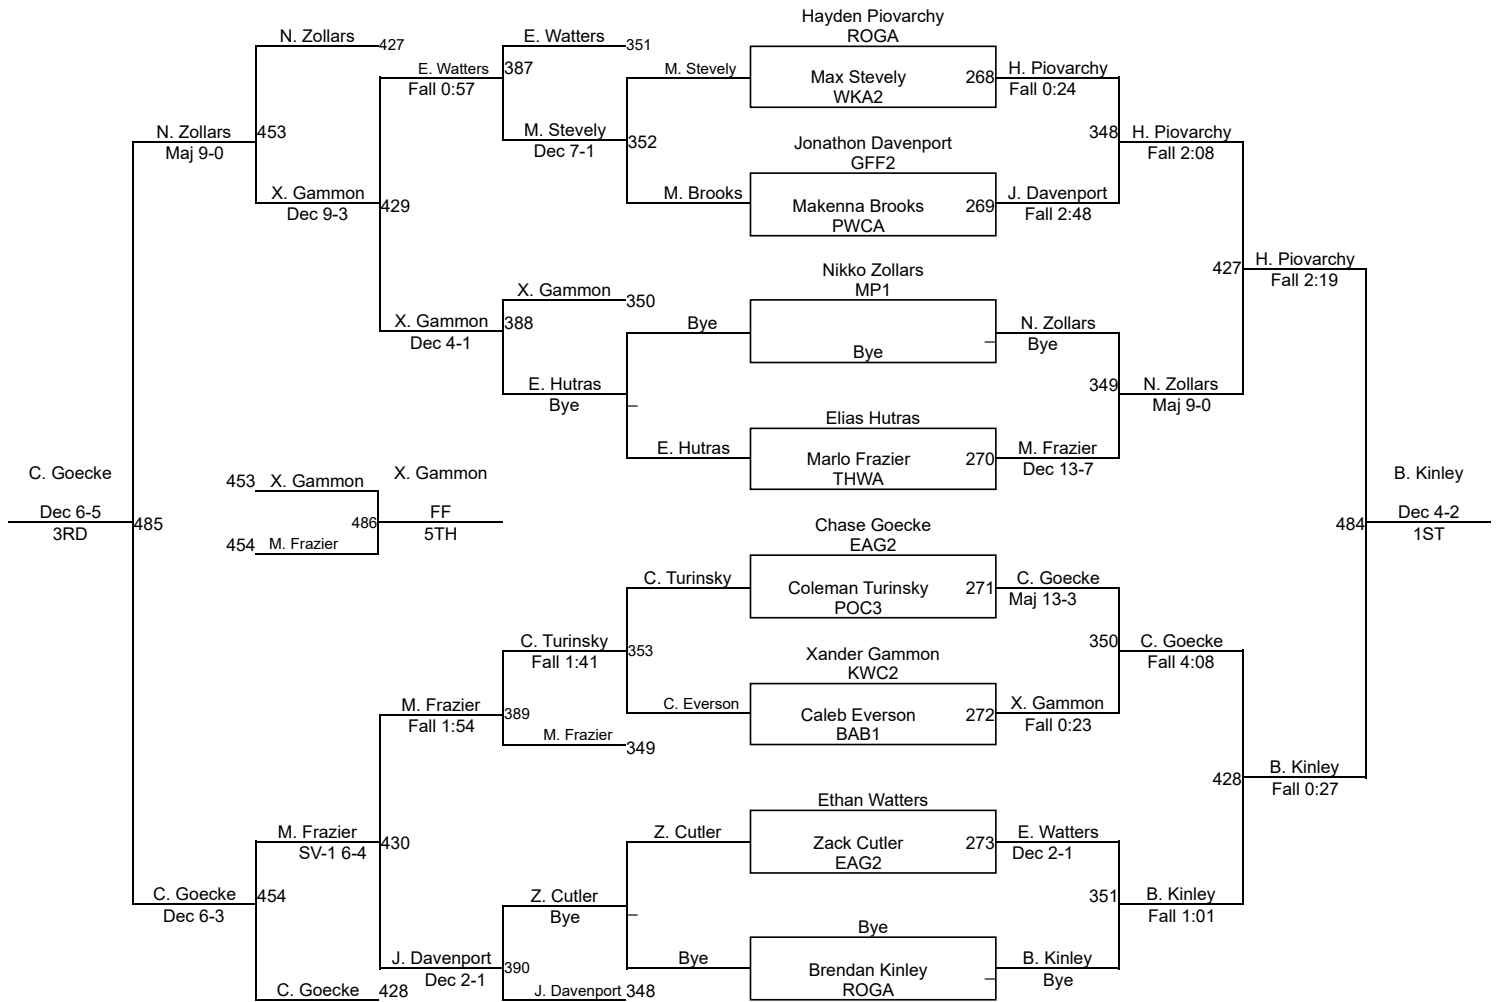 Hayden Piovarchy
ROGA
N. Zollars
427
E. Watters
351
E. Watters
387
Fall 0:57
M. Stevely
Max Stevely
WKA2
268
H. Piovarchy
Fall 0:24
N. Zollars
453
Maj 9-0
M. Stevely
Dec 7-1
352
348
H. Piovarchy
Fall 2:08
Jonathon Davenport
GFF2
X. Gammon
Dec 9-3
429
M. Brooks
Makenna Brooks
PWCA
269
J. Davenport
Fall 2:48
427
H. Piovarchy
Fall 2:19
Nikko Zollars
MP1
X. Gammon
350
X. Gammon
388
Dec 4-1
Bye
Bye
N. Zollars
Bye
E. Hutras
Bye
349
N. Zollars
Maj 9-0
Elias Hutras
E. Hutras
Marlo Frazier
THWA
270
M. Frazier
Dec 13-7
C. Goecke
Dec 6-5
3RD
485
453
X. Gammon
X. Gammon
486
FF
5TH
454
M. Frazier
B. Kinley
484
Dec 4-2
1ST
Chase Goecke
EAG2
C. Turinsky
Coleman Turinsky
POC3
271
C. Goecke
Maj 13-3
C. Turinsky
Fall 1:41
353
350
C. Goecke
Fall 4:08
Xander Gammon
KWC2
M. Frazier
Fall 1:54
389
C. Everson
Caleb Everson
BAB1
272
X. Gammon
Fall 0:23
M. Frazier
349
428
B. Kinley
Fall 0:27
Ethan Watters
M. Frazier
SV-1 6-4
430
Z. Cutler
Zack Cutler
EAG2
273
E. Watters
Dec 2-1
C. Goecke
Dec 6-3
454
Z. Cutler
Bye
351
B. Kinley
Fall 1:01
Bye
J. Davenport
Dec 2-1
390
Bye
Brendan Kinley
ROGA
B. Kinley
Bye
C. Goecke
428
J. Davenport
348